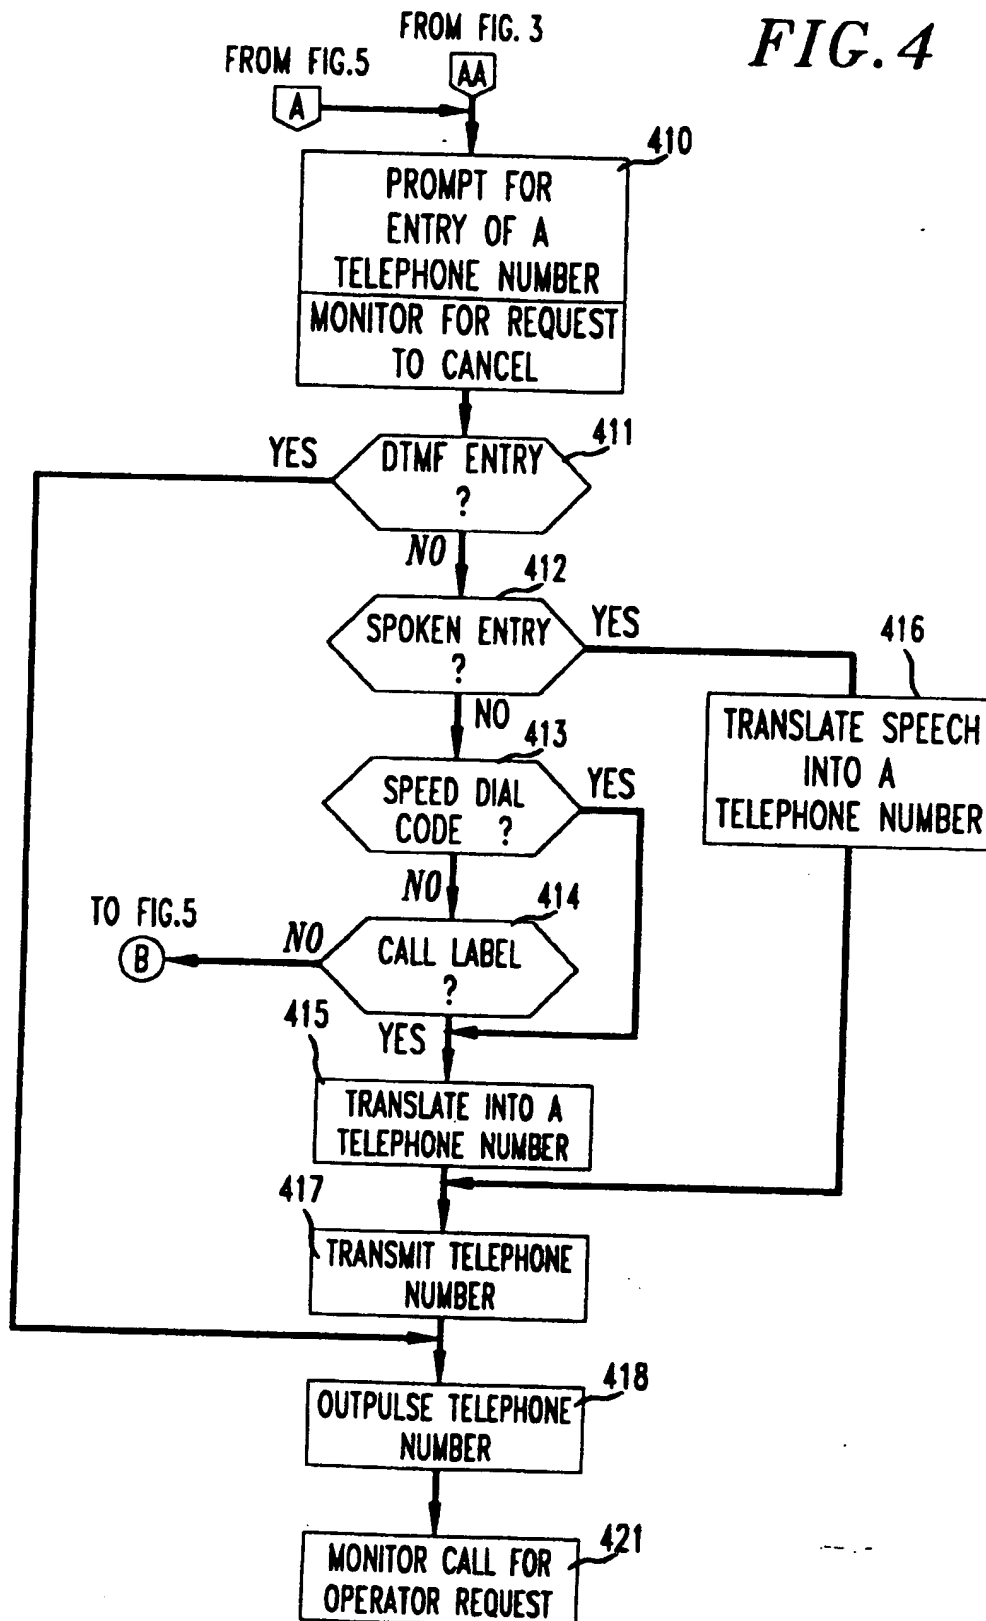 FROM FIG. 3
FIG. 4
FROM FIG.5
AA
A
410
PROMPT FOR
ENTRY OF A
TELEPHONE NUMBER
MONITOR FOR REQUEST
TO CANCEL
411
YES
DTMF ENTRY
?
NO
412
SPOKEN ENTRY
?
YES
416
TRANSLATE SPEECH
INTO A
TELEPHONE NUMBER
NO
413
SPEED DIAL
CODE ?
YES
NO
414
TO FIG.5
B
NO
CALL LABEL
?
415
YES
TRANSLATE INTO A
TELEPHONE NUMBER
417
TRANSMIT TELEPHONE
NUMBER
418
OUTPULSE TELEPHONE
NUMBER
421
MONITOR CALL FOR
OPERATOR REQUEST